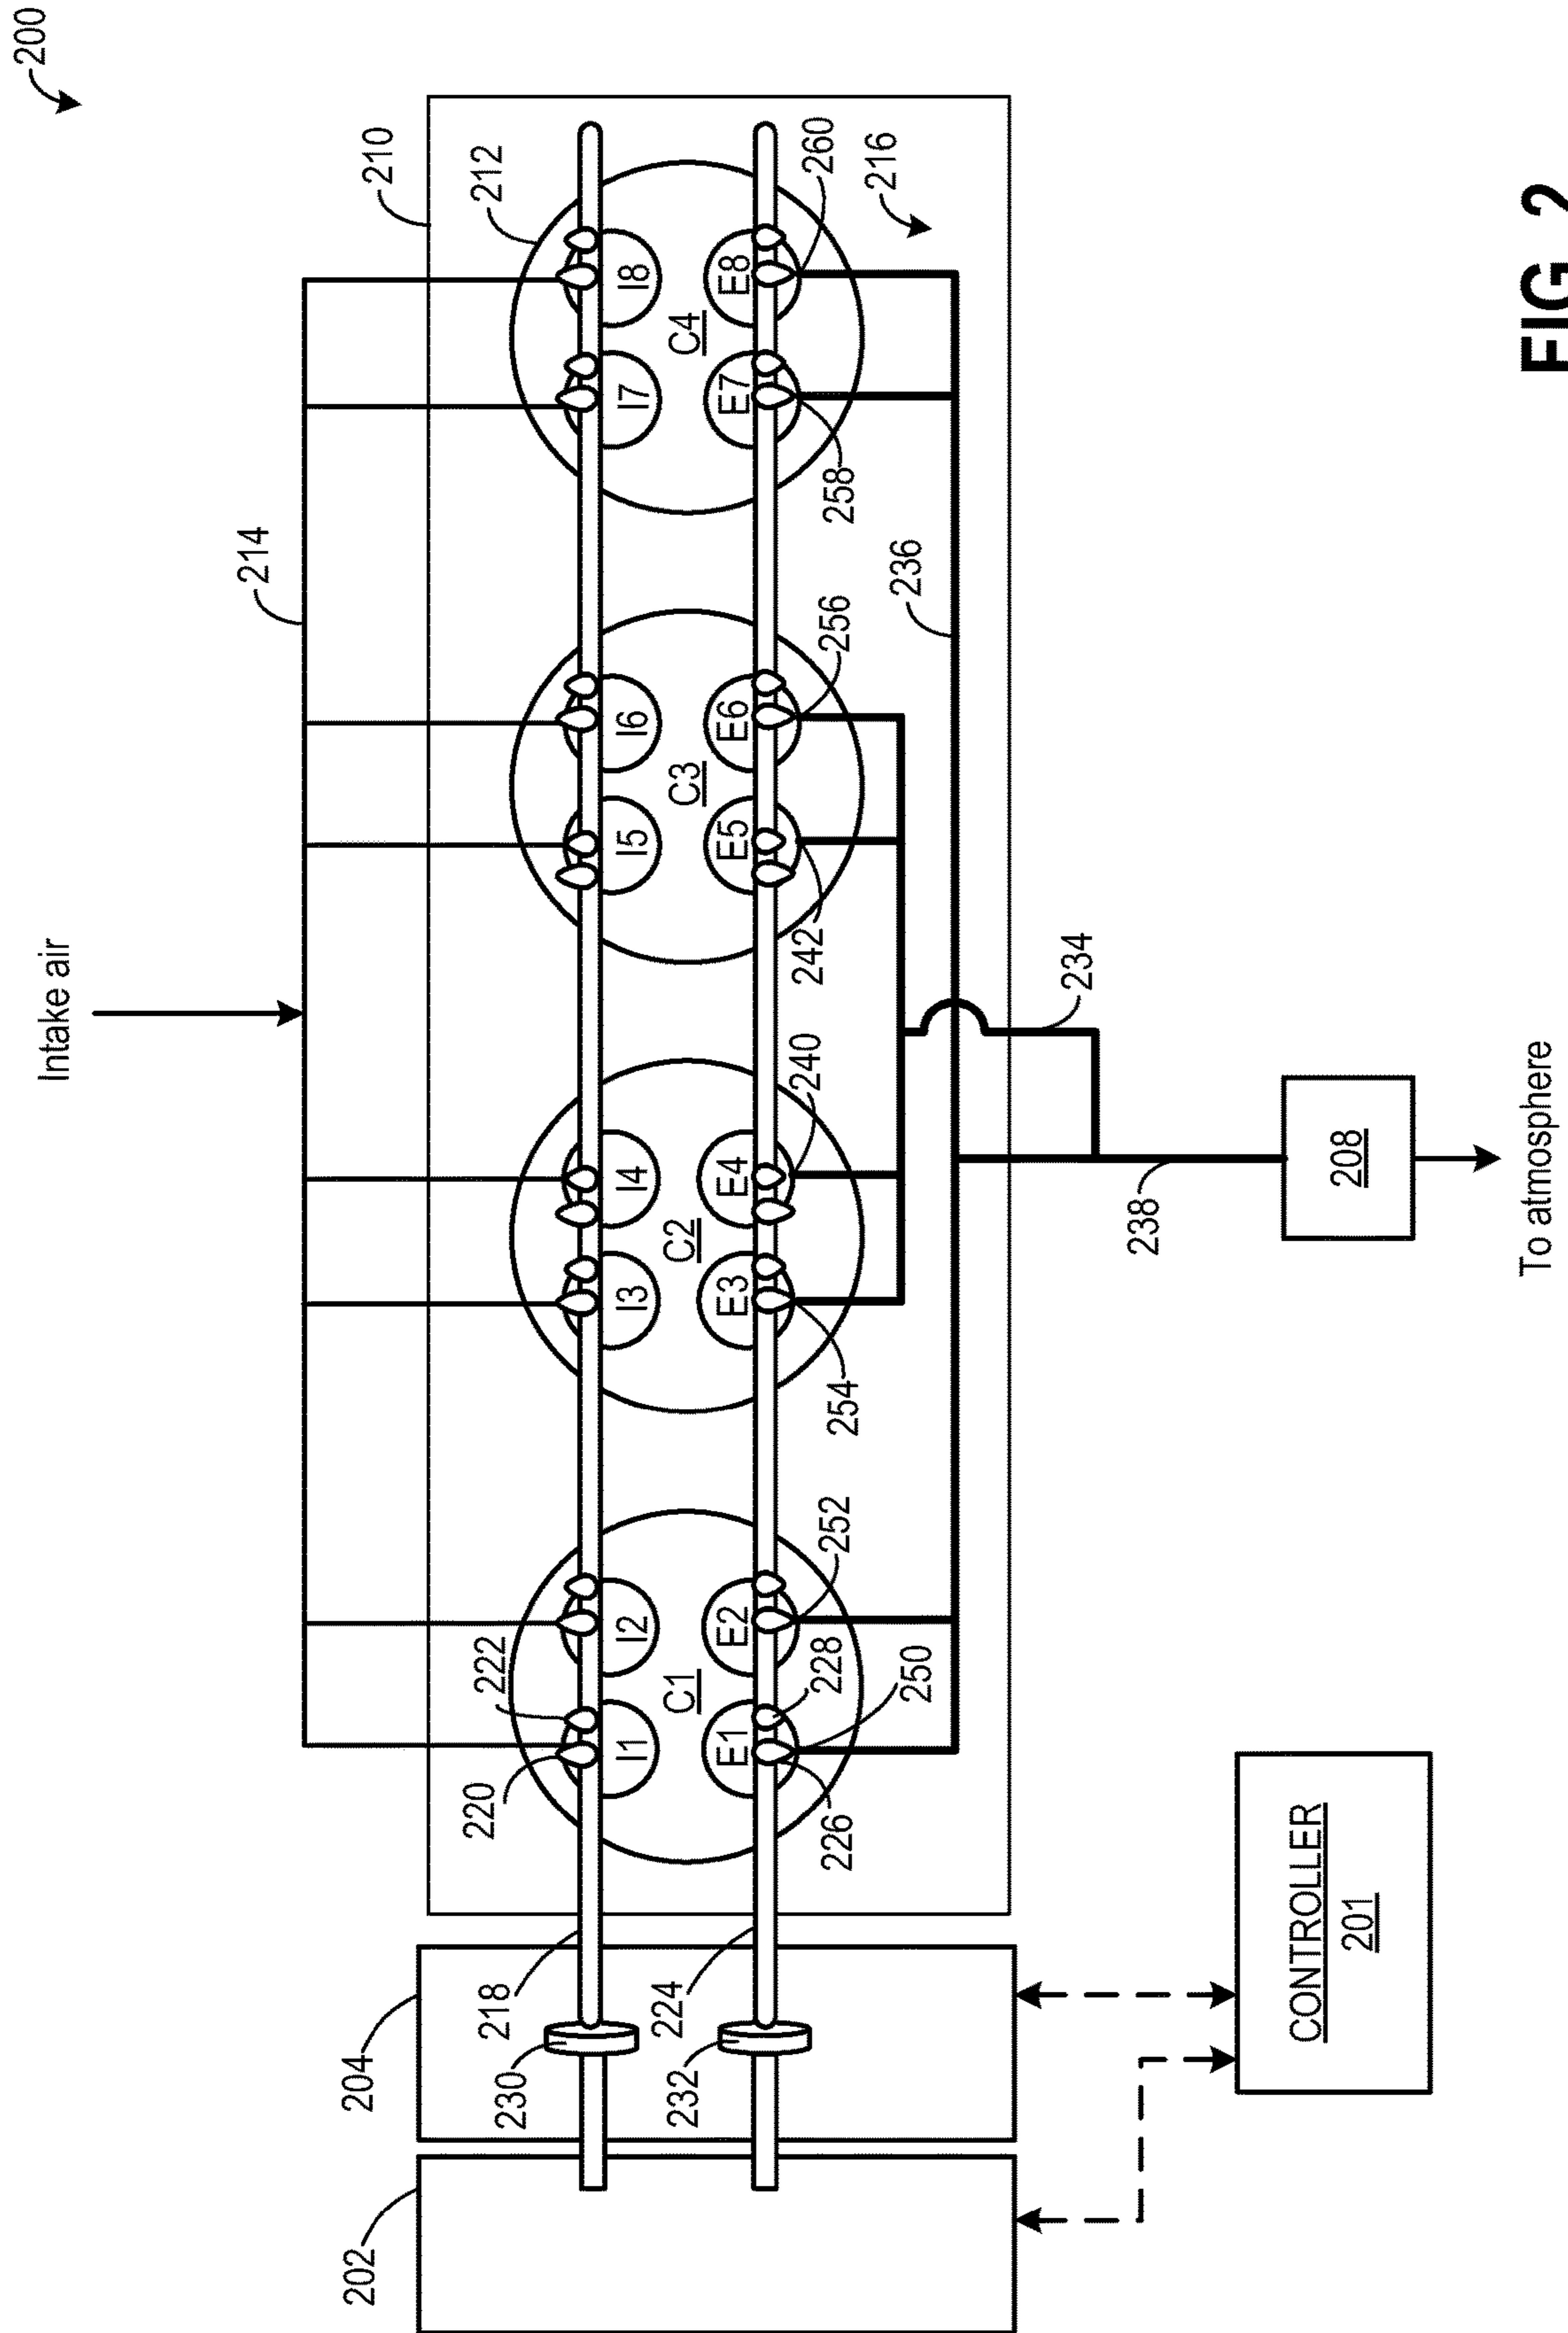 200
Intake air
214
210
212
I1
I2
I3
I4
I5
I6
I7
I8
220
222
C1
C2
C3
C4
E1
E2
E3
E4
E5
E6
E7
E8
226
228
250
252
254
240
242
256
258
260
216
236
234
238
208
To atmosphere
202
204
230
218
232
224
CONTROLLER
201
FIG. 2